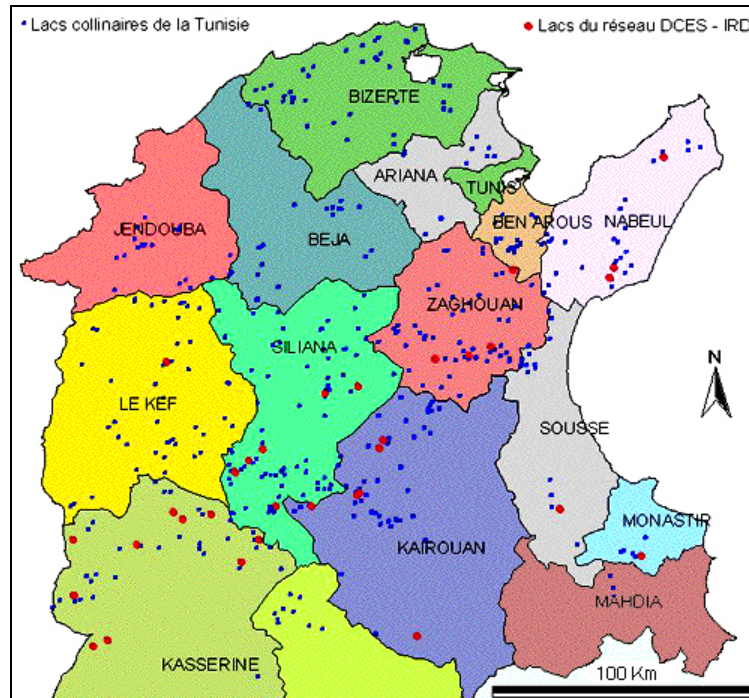 Lacs collinaires de la Tunisie
Lacs du réseau DCES - IRD
BIZERTE
ARIANA
TUNIS
JENDOUBA
BEJA
BEN AROUS
NABEUL
ZAGHOUAN
SILIANA
N
LE KEF
SOUSSE
MONASTIR
KAIROUAN
MAHDIA
KASSERINE
100 Km